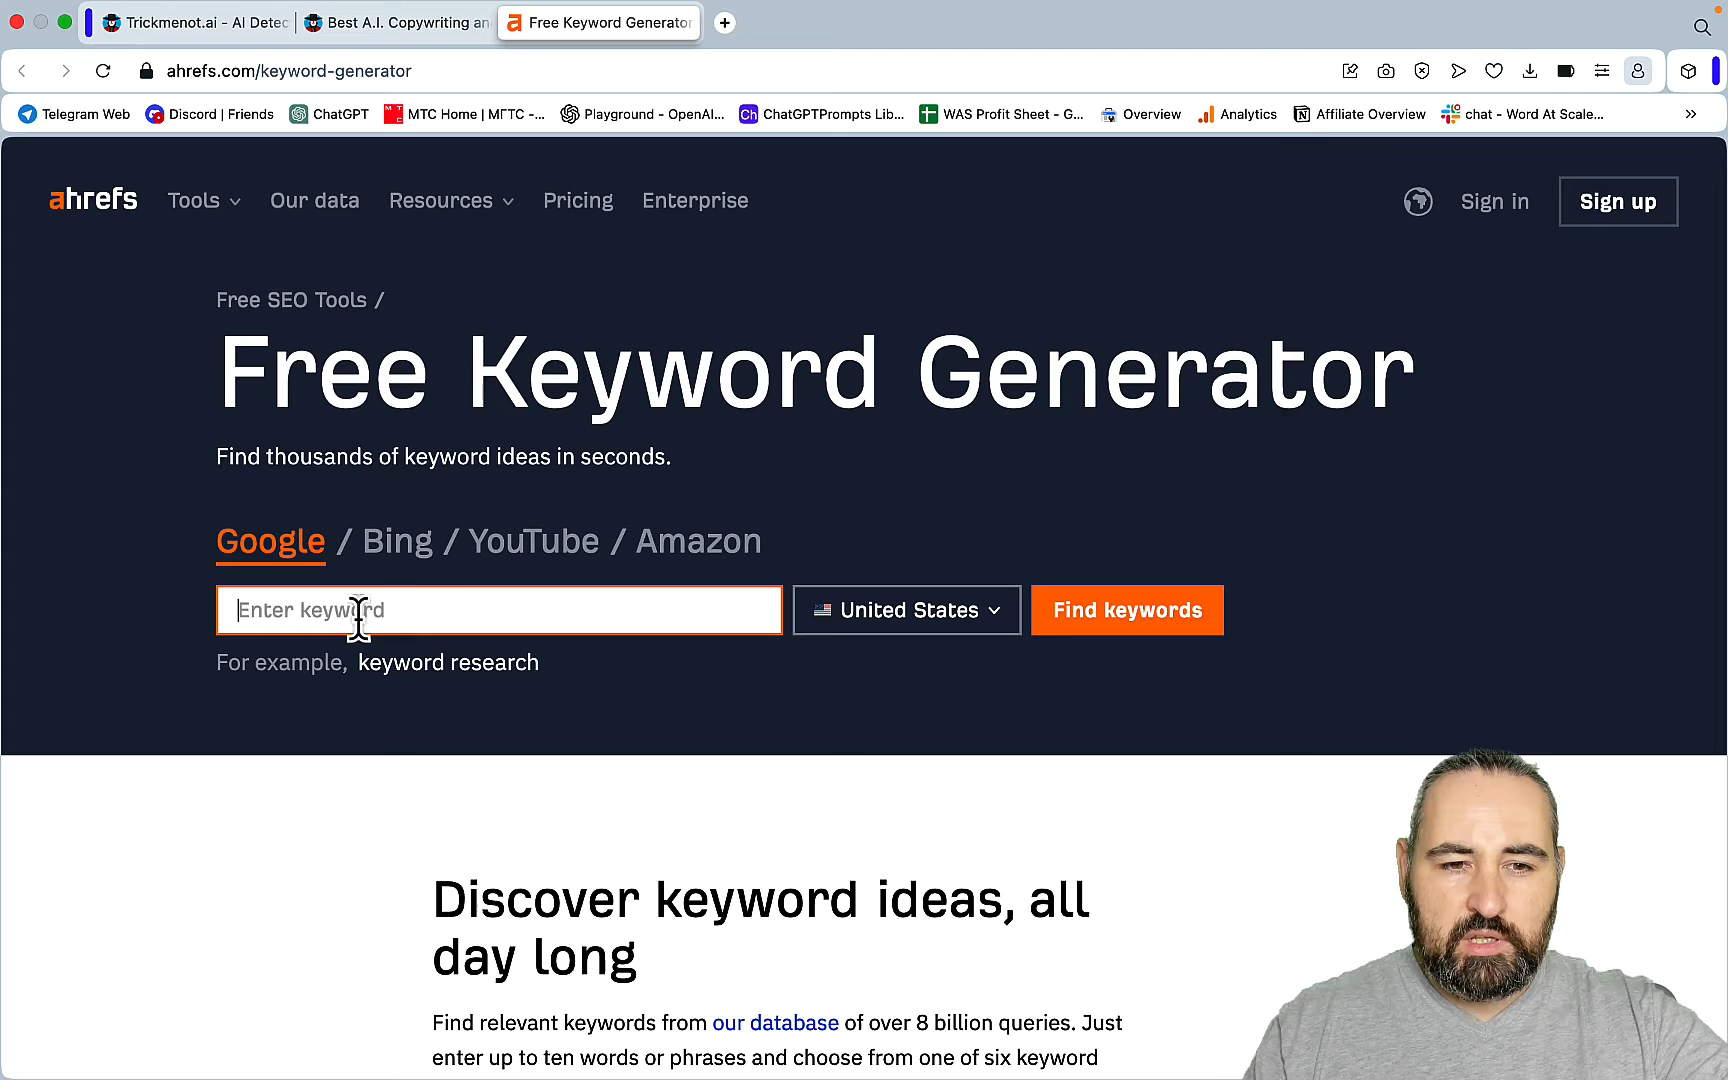 Trickmenot.ai - AI Detec
Best A.I. Copywriting an
Free Keyword Generator
ahrefs.com/keyword-generator
Telegram Web
Discord | Friends
ChatGPT
MTC Home | МГТС -...
Playground - OpenAI...
Ch ChatGPTPrompts Lib...
WAS Profit Sheet - G...
Overview
Analytics
Affiliate Overview
chat - Word At Scale...
ahrefs
Tools
Our data
Resources
Pricing
Enterprise
Sign in
Sign up
Free SEO Tools /
Free Keyword Generator
Find thousands of keyword ideas in seconds.
Google / Bing / YouTube / Amazon
Enter keyword
United States
Find keywords
For example, keyword research
Discover keyword ideas, all
day long
Find relevant keywords from our database of over 8 billion queries. Just
enter up to ten words or phrases and choose from one of six keyword